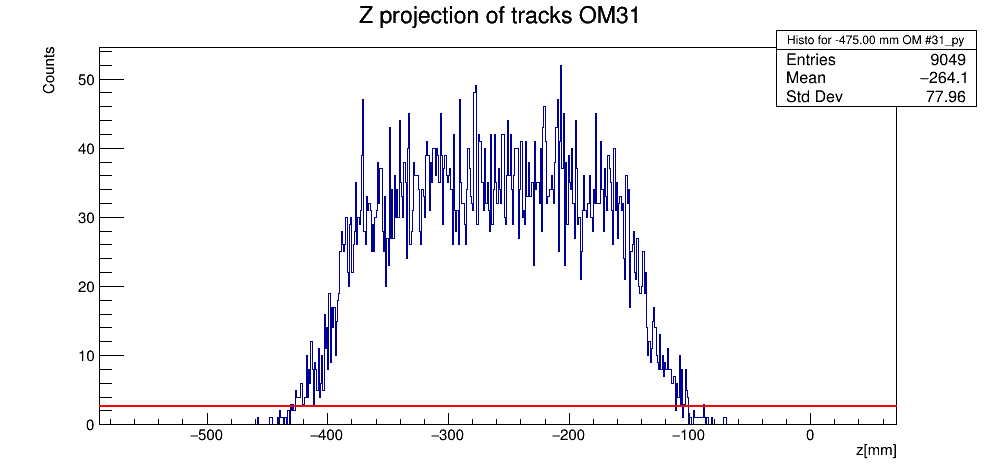 Z projection of tracks OM31
Histo for -475.00 mm OM #31_py
Entries 9049
Mean −264.1
Std Dev 77.96
Counts
50
40
30
20
10
0
−500 −400 −300 −200 −100 0
z[mm]